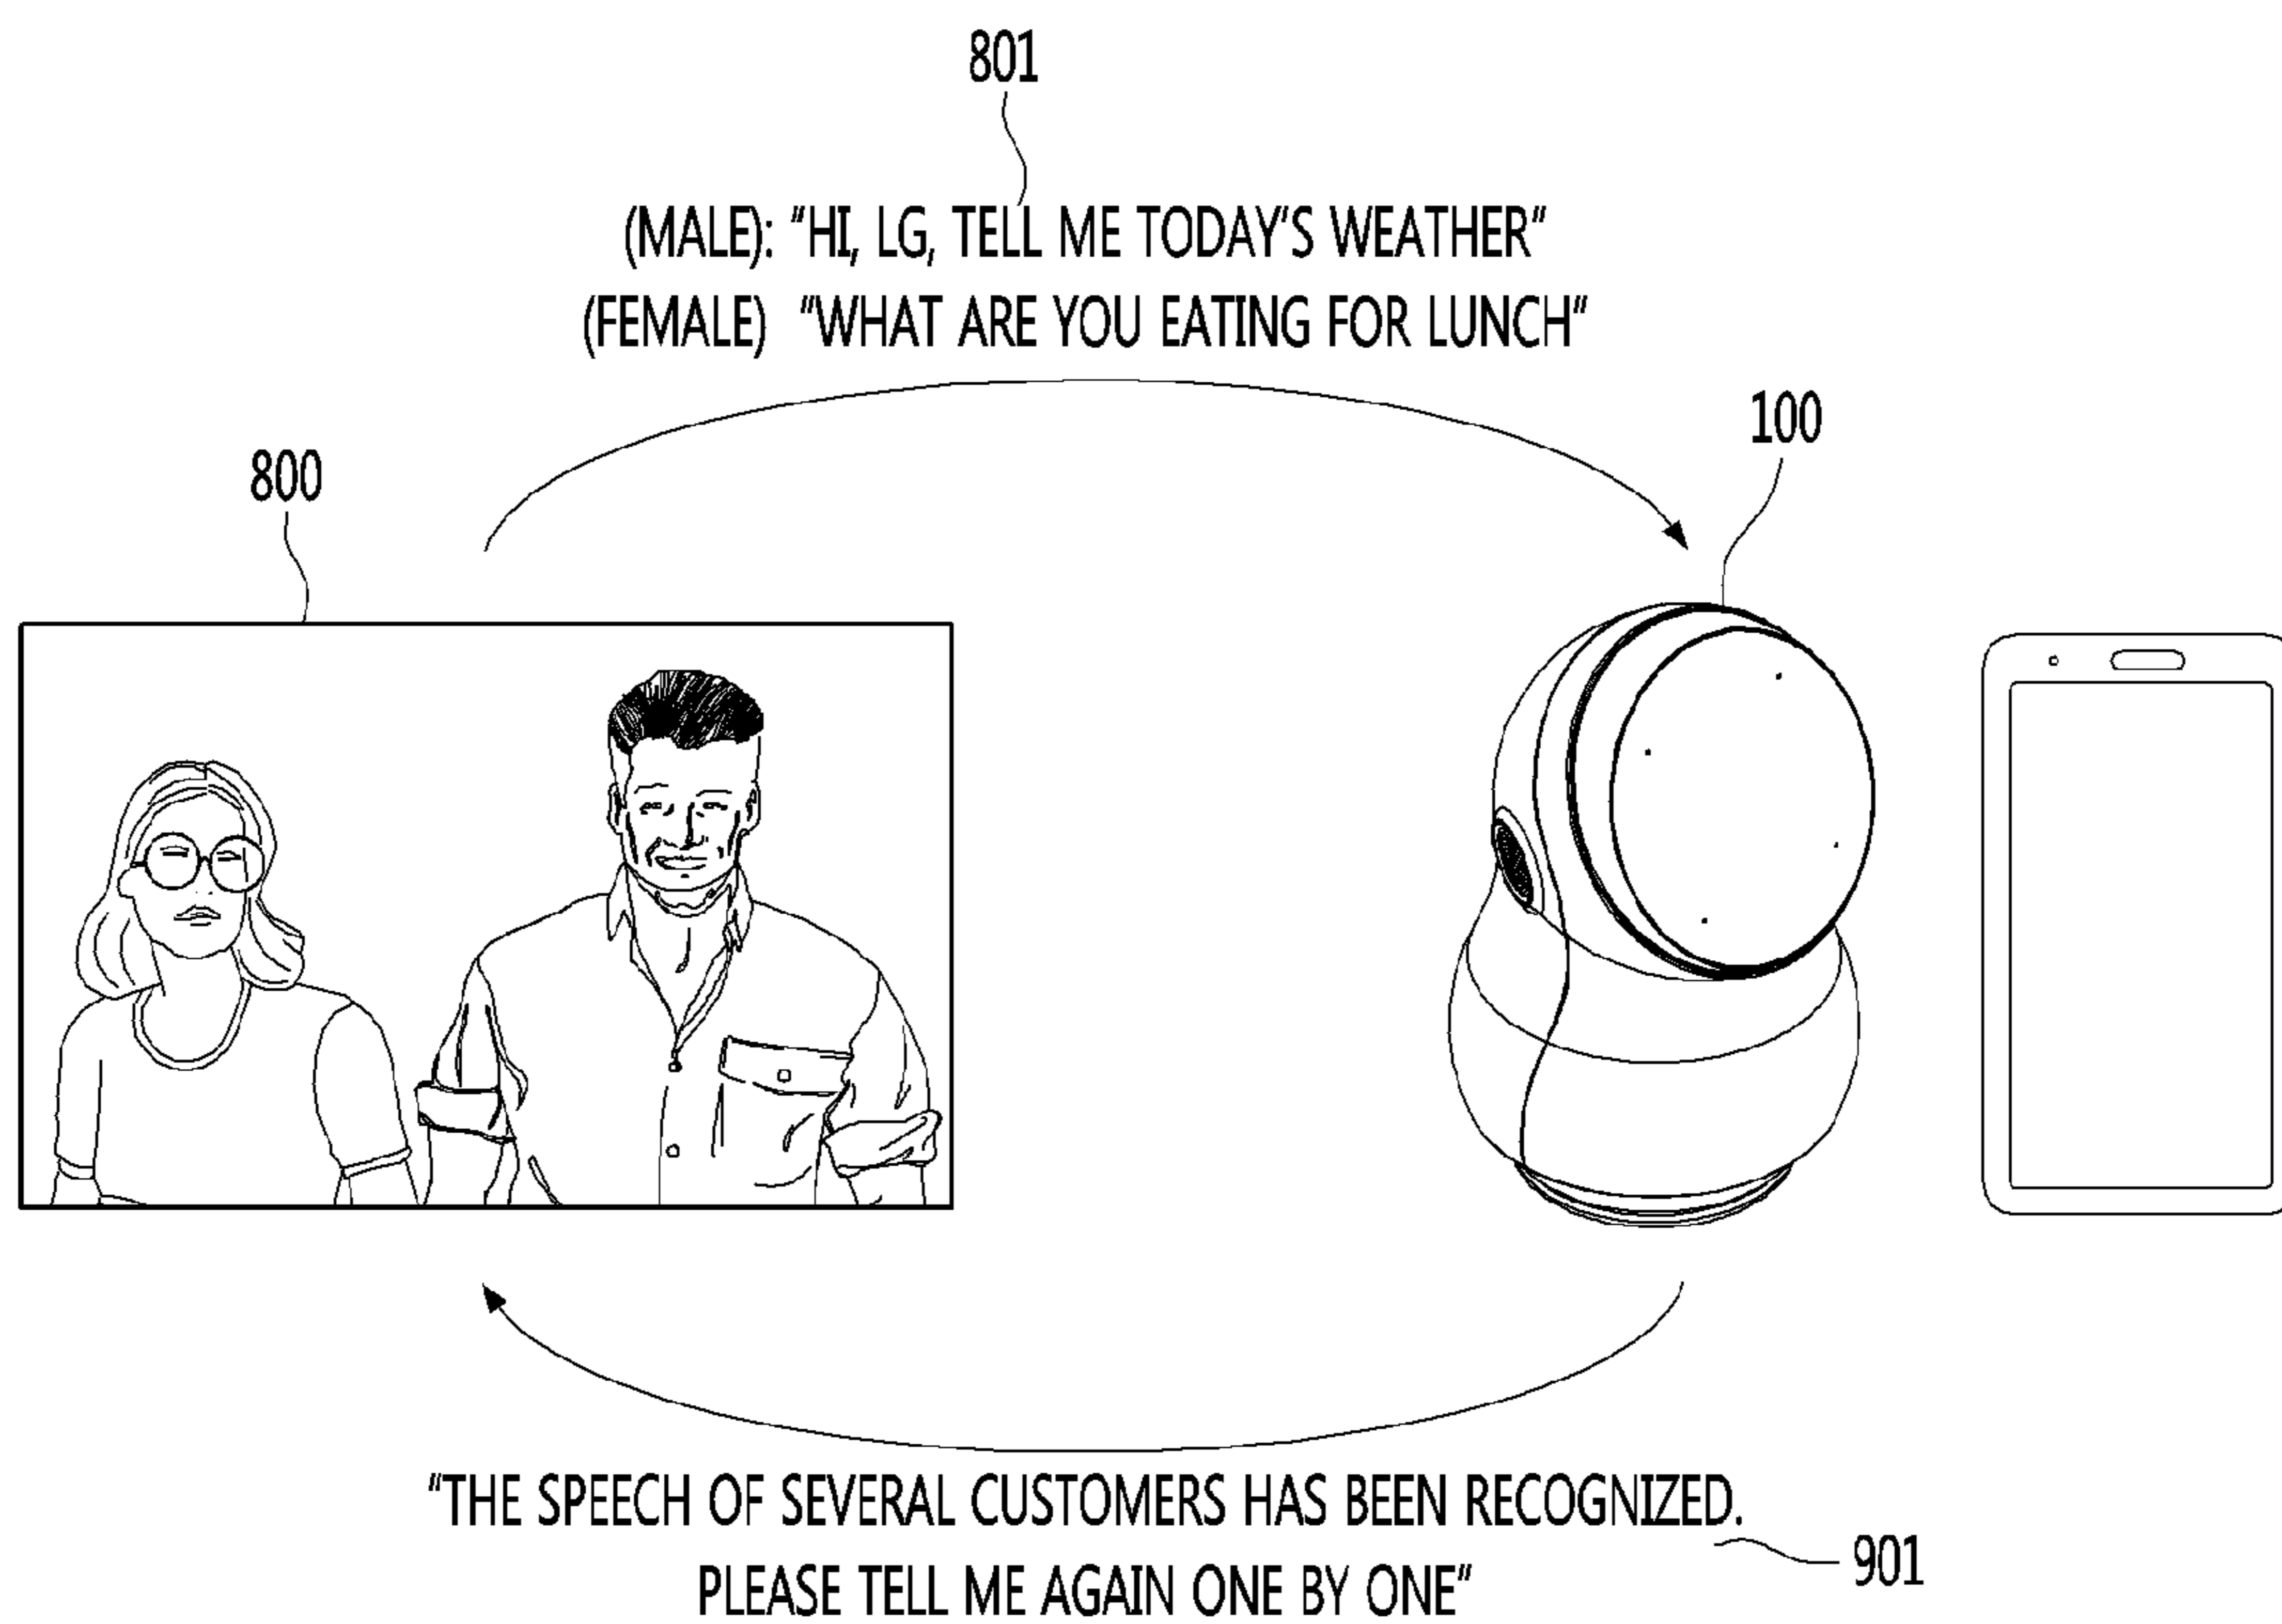 801
(MALE): "HI, LG, TELL ME TODAY'S WEATHER"
(FEMALE) "WHAT ARE YOU EATING FOR LUNCH"
100
800
"THE SPEECH OF SEVERAL CUSTOMERS HAS BEEN RECOGNIZED.
PLEASE TELL ME AGAIN ONE BY ONE"
901